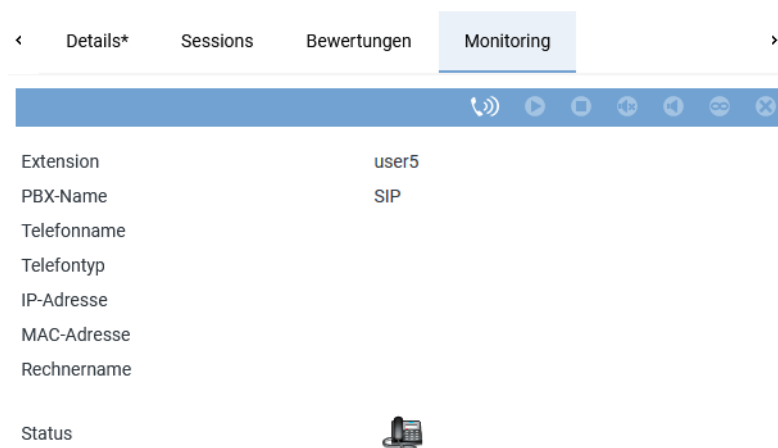 Details* Sessions Bewertungen Monitoring
Extension user5
PBX-Name SIP
Telefonname
Telefontyp
IP-Adresse
MAC-Adresse
Rechnername
Status